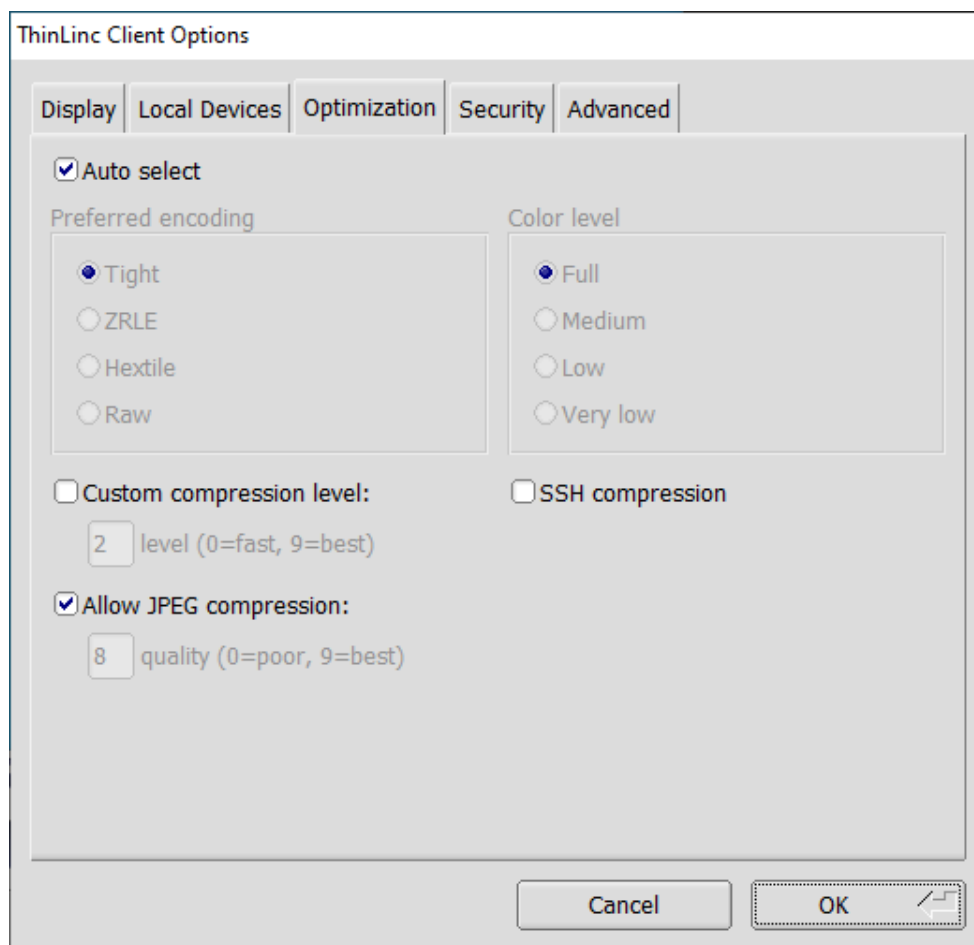 ThinLinc Client Options
Display Local Devices Optimization Security Advanced
Auto select
Preferred encoding
Tight
ZRLE
Hextile
Raw
Color level
Full
Medium
Low
Very low
Custom compression level:
2 level (0=fast, 9=best)
SSH compression
Allow JPEG compression:
8 quality (0=poor, 9=best)
Cancel OK